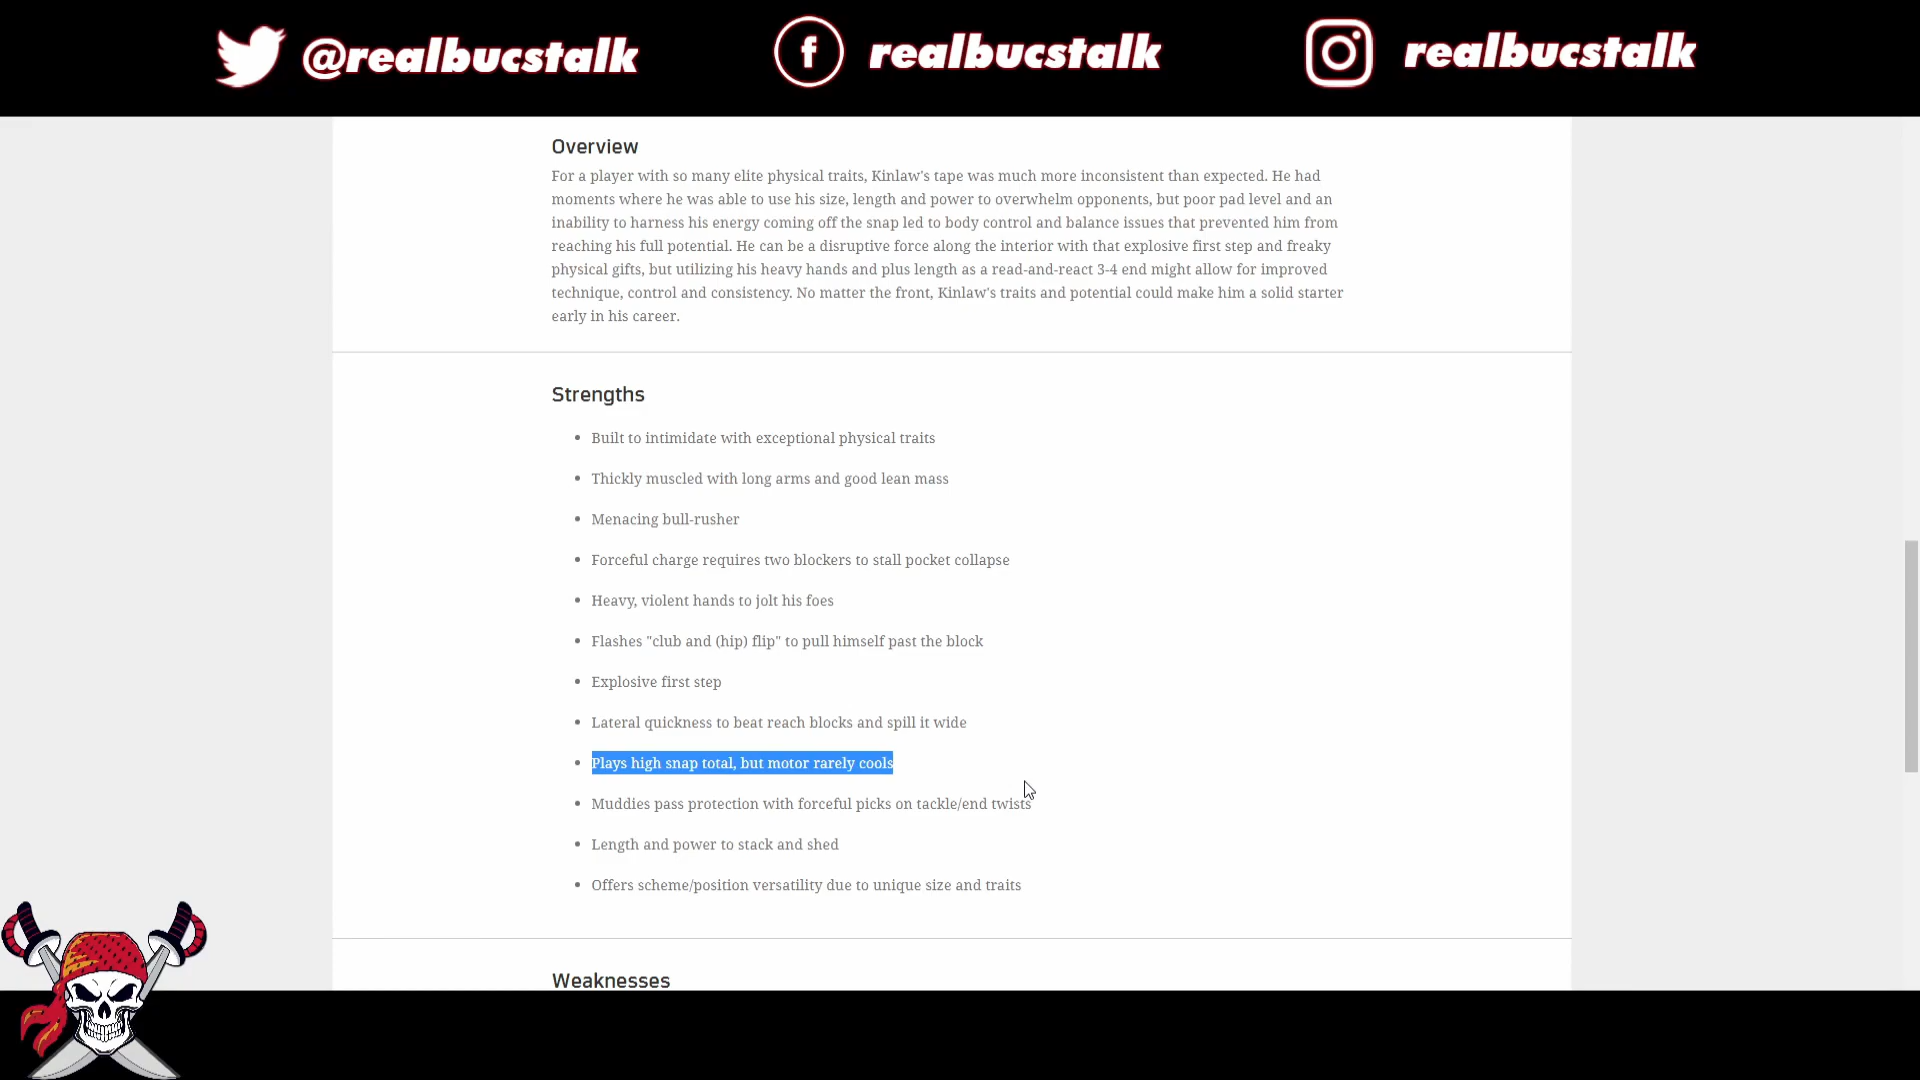 @realbucstalk realbucstalk realbucstalk
Overview
For a player with so many elite physical traits, Kinlaw's tape was much more inconsistent than expected. He had
moments where he was able to use his size, length and power to overwhelm opponents, but poor pad level and an
inability to harness his energy coming off the snap led to body control and balance issues that prevented him from
reaching his full potential. He can be a disruptive force along the interior with that explosive first step and freaky
physical gifts, but utilizing his heavy hands and plus length as a read-and-react 3-4 end might allow for improved
technique, control and consistency. No matter the front, Kinlaw's traits and potential could make him a solid starter
early in his career.
Strengths
Built to intimidate with exceptional physical traits
Thickly muscled with long arms and good lean mass
Menacing bull-rusher
Forceful charge requires two blockers to stall pocket collapse
Heavy, violent hands to jolt his foes
Flashes "club and (hip) flip" to pull himself past the block
Explosive first step
Lateral quickness to beat reach blocks and spill it wide
Plays high snap total, but motor rarely cools
Muddies pass protection with forceful picks on tackle/end twists
Length and power to stack and shed
Offers scheme/position versatility due to unique size and traits
Weaknesses